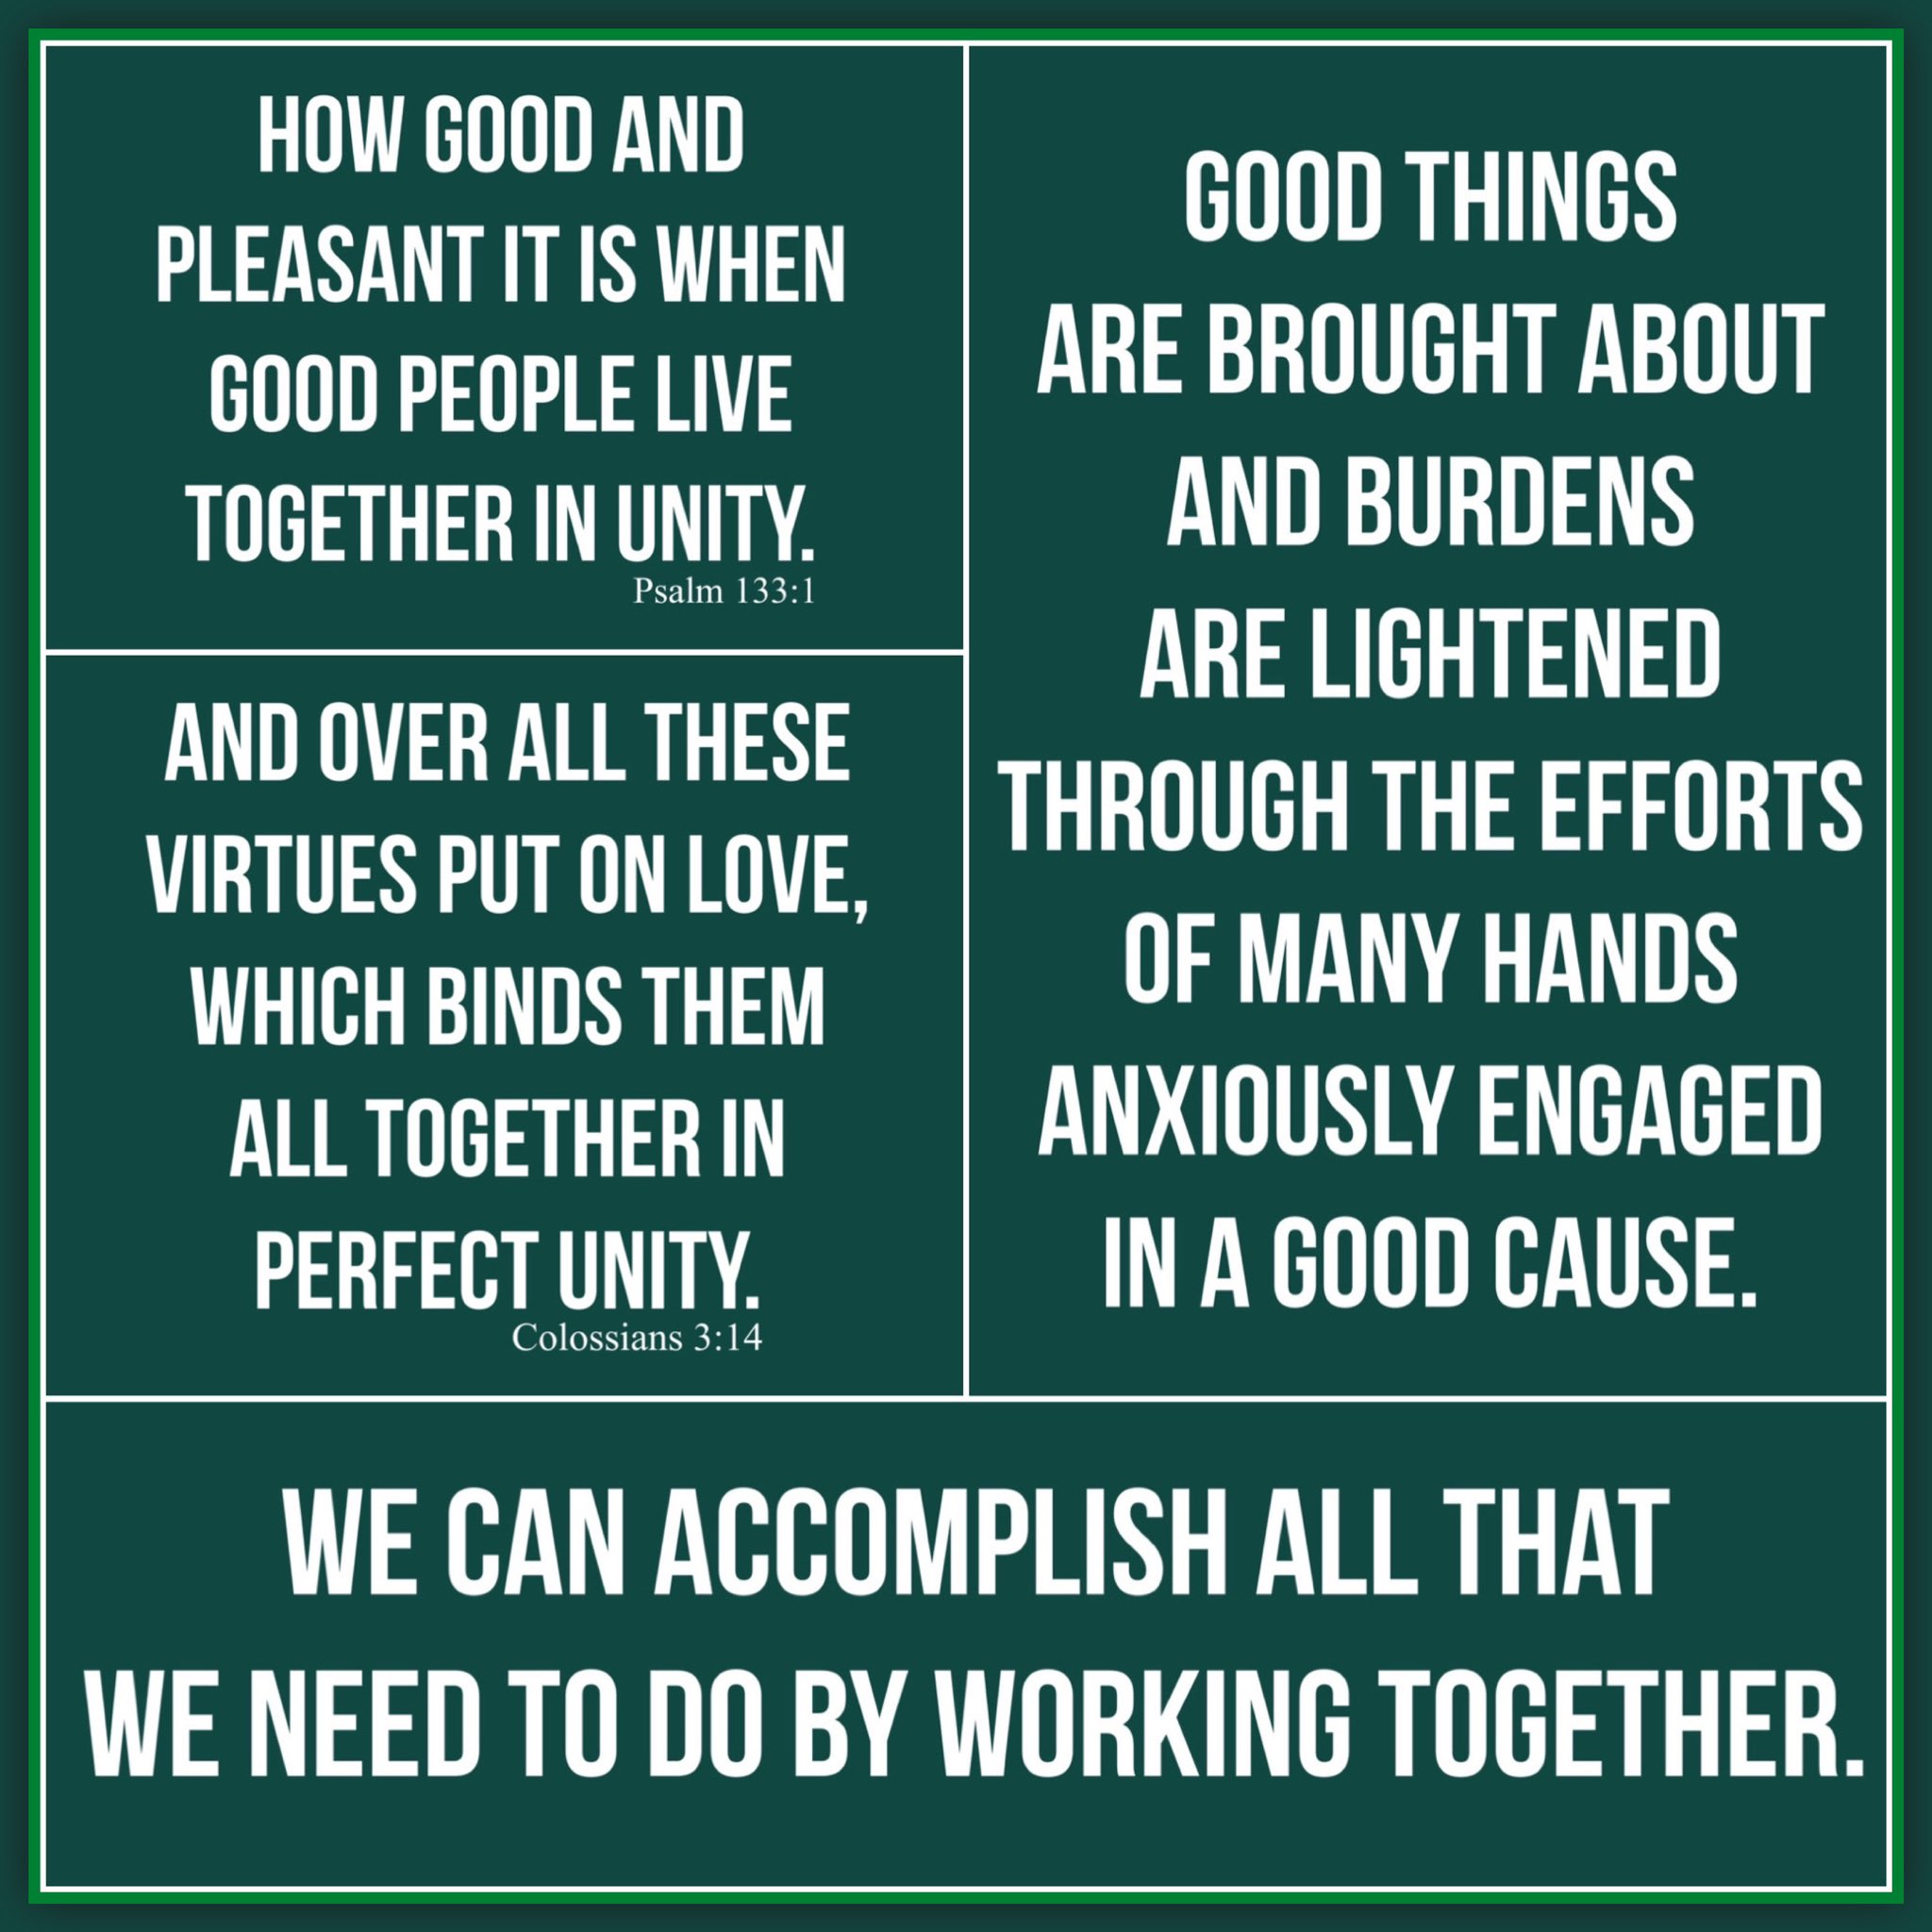 HOW GOOD AND
PLEASANT IT IS WHEN
GOOD PEOPLE LIVE
TOGETHER IN UNITY.
Psalm 133:1
AND OVER ALL THESE
VIRTUES PUT ON LOVE,
WHICH BINDS THEM
ALL TOGETHER IN
PERFECT UNITY.
Colossians 3:14
GOOD THINGS
ARE BROUGHT ABOUT
AND BURDENS
ARE LIGHTENED
THROUGH THE EFFORTS
OF MANY HANDS
ANXIOUSLY ENGAGED
IN A GOOD CAUSE.
WE CAN ACCOMPLISH ALL THAT
WE NEED TO DO BY WORKING TOGETHER.